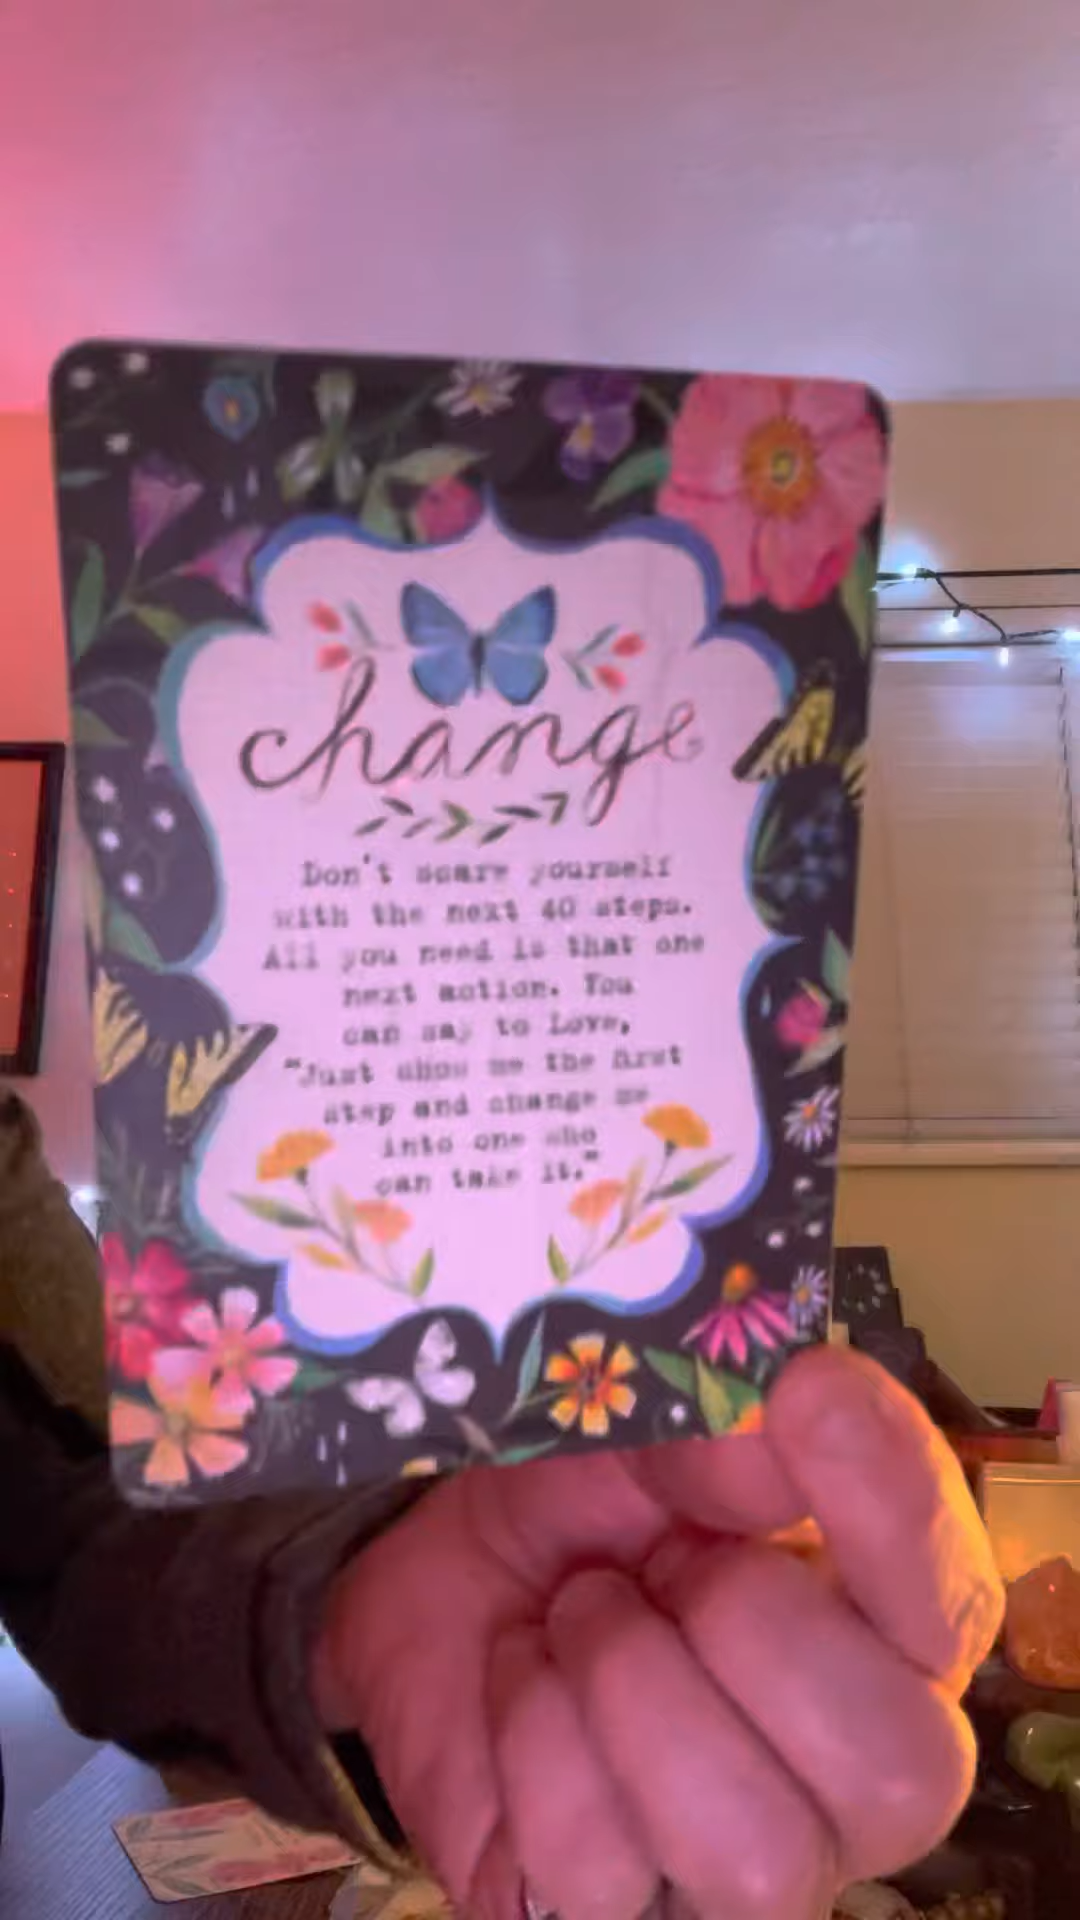 change
Don't scare yourself
with the next 40 steps.
All you need is that one
next action. You
can say to Love,
"Just show me the first
step and change me
into one who
can take it."